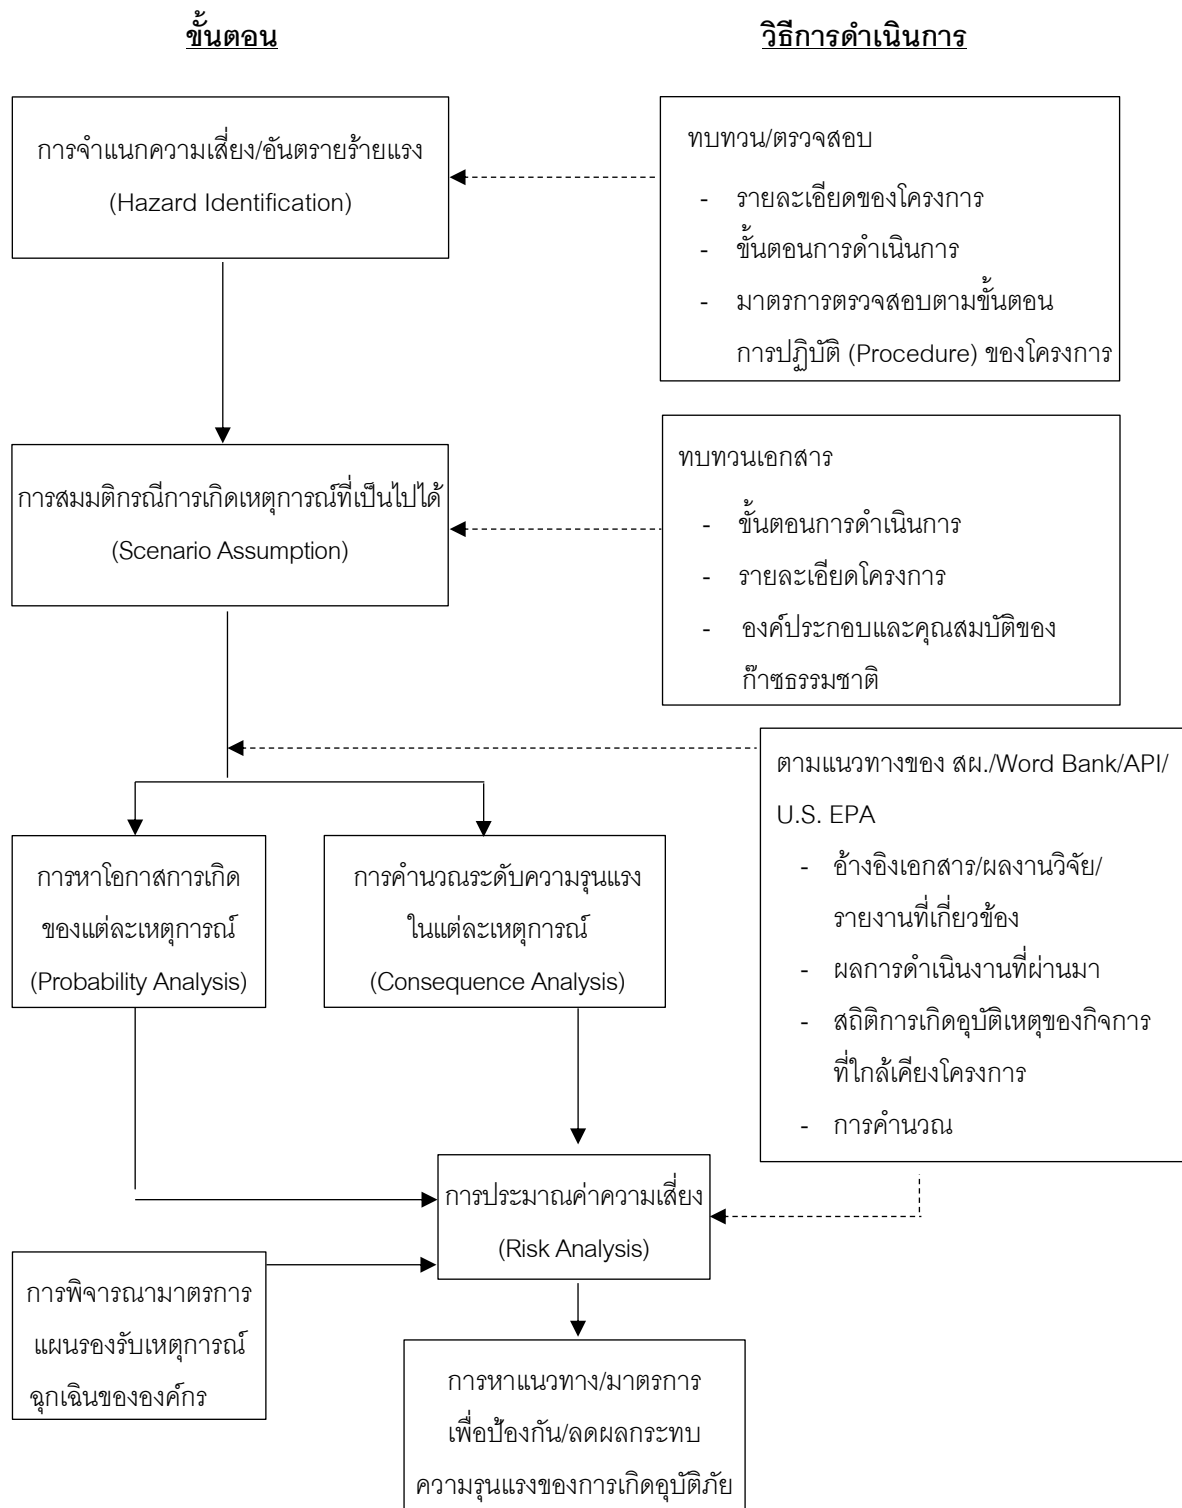 ขั้นตอน
วิธีการดำเนินการ
การจำแนกความเสี่ยง/อันตรายร้ายแรง
(Hazard Identification)
ทบทวน/ตรวจสอบ
- รายละเอียดของโครงการ
- ขั้นตอนการดำเนินการ
- มาตรการตรวจสอบตามขั้นตอน
การปฏิบัติ (Procedure) ของโครงการ
การสมมติกรณีการเกิดเหตุการณ์ที่เป็นไปได้
(Scenario Assumption)
ทบทวนเอกสาร
- ขั้นตอนการดำเนินการ
- รายละเอียดโครงการ
- องค์ประกอบและคุณสมบัติของ
ก๊าซธรรมชาติ
ตามแนวทางของ สผ./Word Bank/API/
U.S. EPA
- อ้างอิงเอกสาร/ผลงานวิจัย/
รายงานที่เกี่ยวข้อง
- ผลการดำเนินงานที่ผ่านมา
- สถิติการเกิดอุบัติเหตุของกิจการ
ที่ใกล้เคียงโครงการ
- การคำนวณ
การหาโอกาสการเกิด
ของแต่ละเหตุการณ์
(Probability Analysis)
การคำนวณระดับความรุนแรง
ในแต่ละเหตุการณ์
(Consequence Analysis)
การประมาณค่าความเสี่ยง
(Risk Analysis)
การพิจารณามาตรการ
แผนรองรับเหตุการณ์
ฉุกเฉินขององค์กร
การหาแนวทาง/มาตรการ
เพื่อป้องกัน/ลดผลกระทบ
ความรุนแรงของการเกิดอุบัติภัย